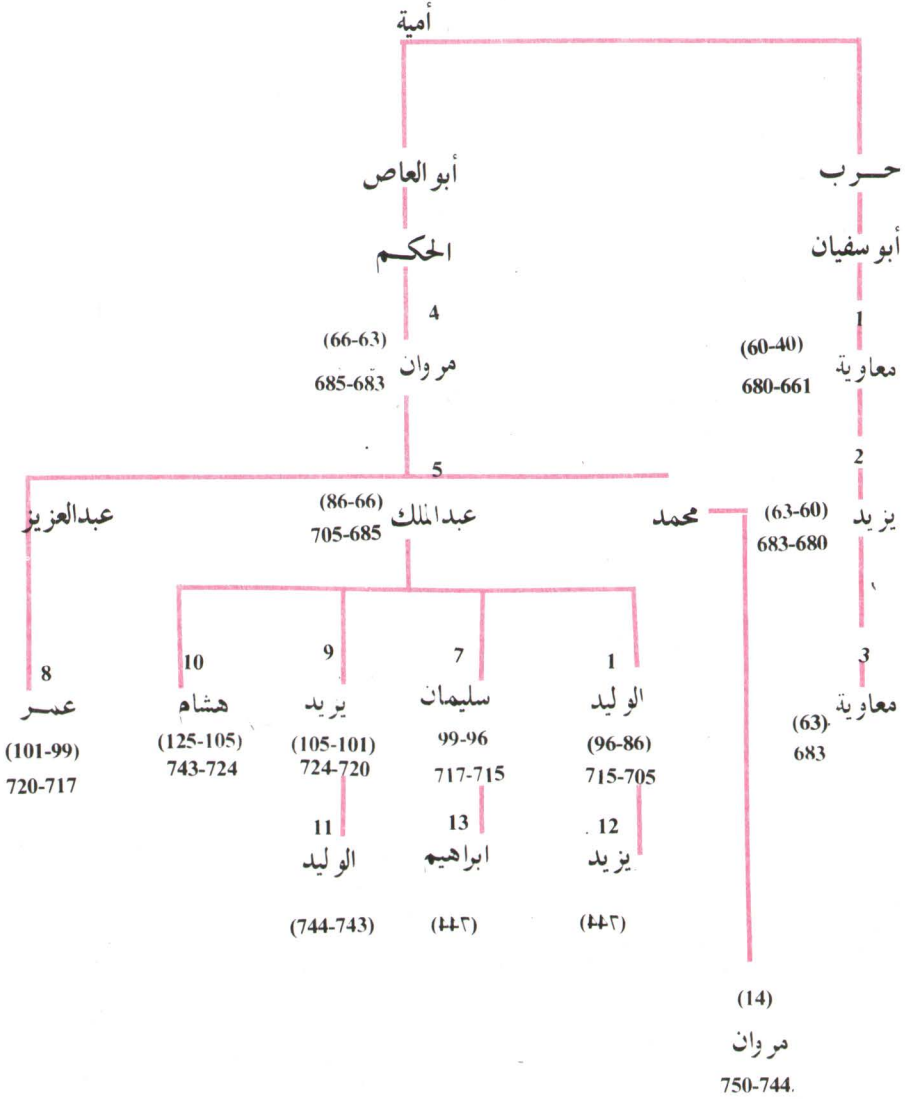 أمية
حـــرب
أبو العاص
أبو سفيان
الحكـــم
1
4
(60-40)
معاوية
680-661
(66-63)
مروان
685-683
2
5
يزيد
(63-60)
683-680
محمد
عبدالملك
(86-66)
705-685
عبدالعزيز
3
معاوية
(63)
683
1
الوليد
(96-86)
715-705
7
سليمان
99-96
717-715
9
يريد
(105-101)
724-720
10
هشام
(125-105)
743-724
8
عمـــر
(101-99)
720-717
12
يزيد
(744)
13
ابراهيم
(744)
11
الوليد
(744-743)
(14)
مروان
750-744.